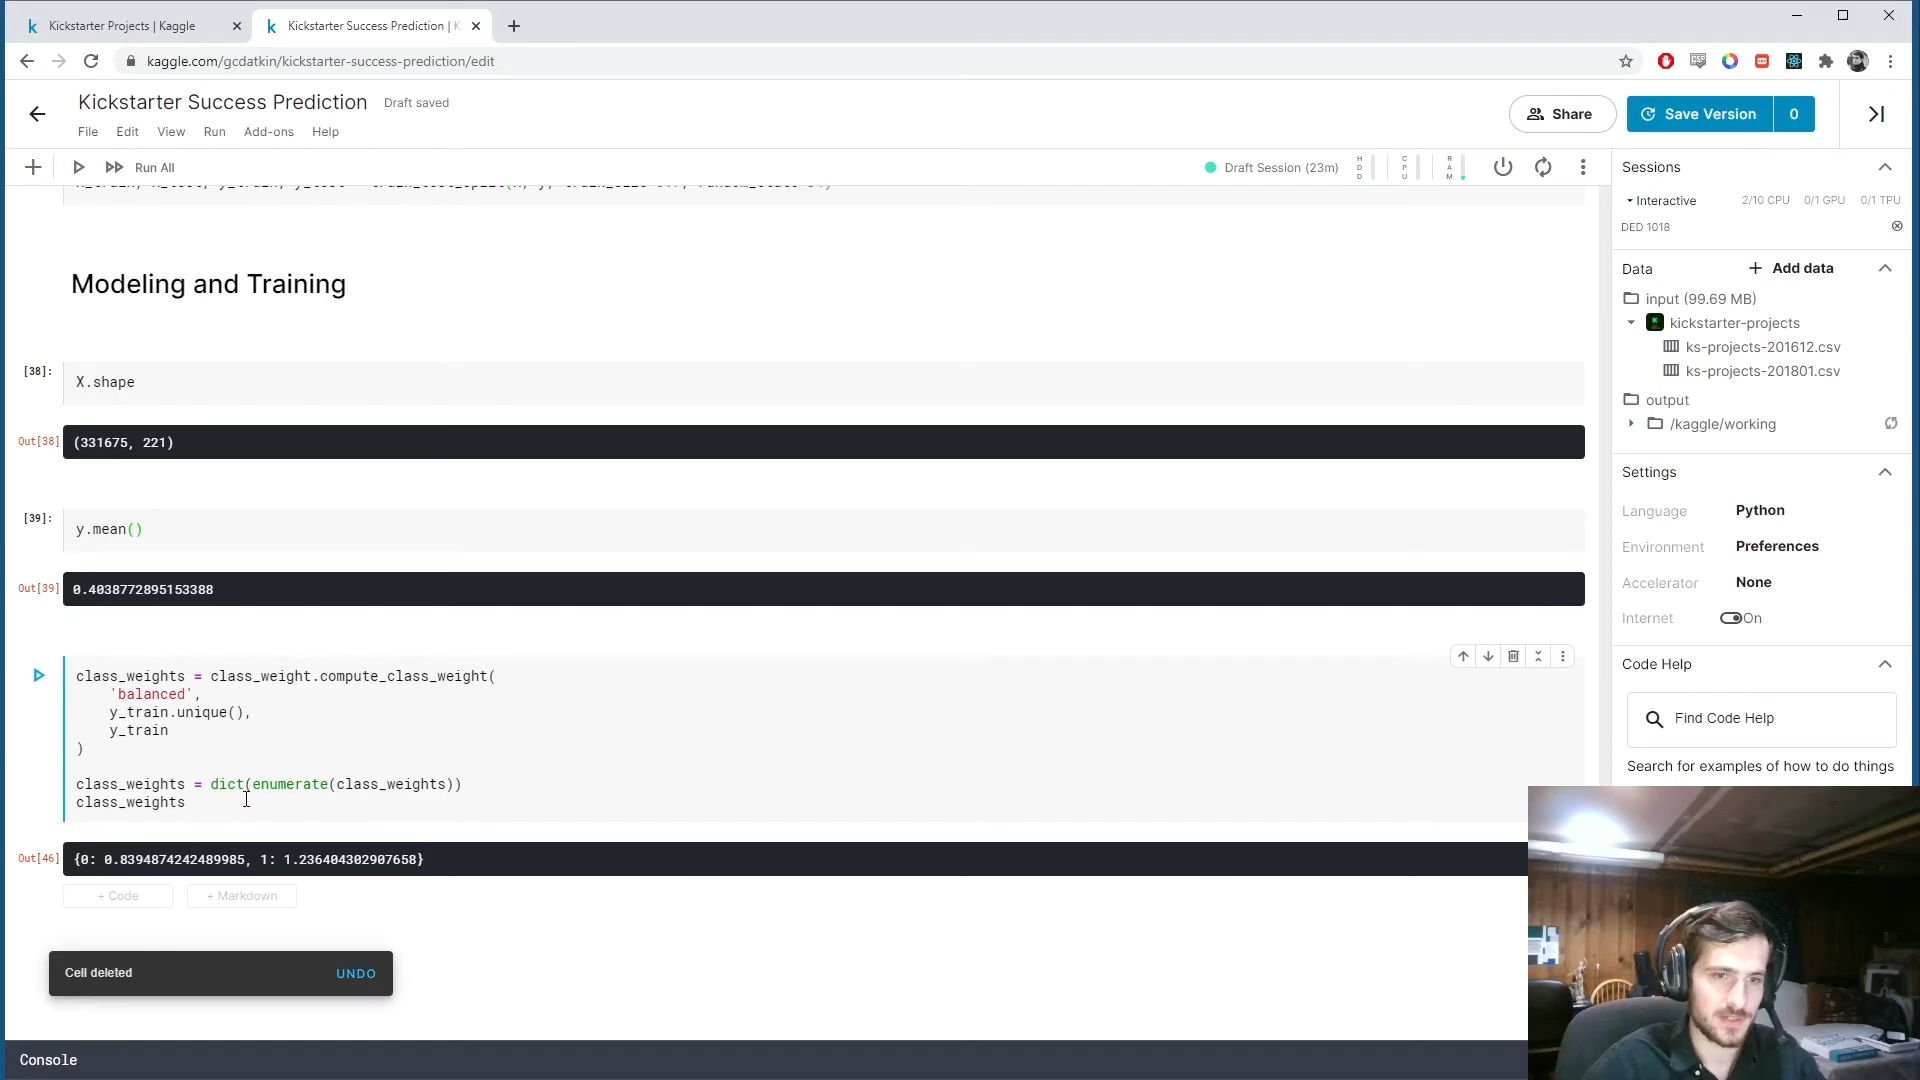 Kickstarter Projects | Kaggle
Kickstarter Success Prediction | K
kaggle.com/gcdatkin/kickstarter-success-prediction/edit
Kickstarter Success Prediction
Draft saved
File Edit View Run Add-ons Help
Share
Save Version
0
Run All
Draft Session (23m)
HDD
CPU
RAM
Modeling and Training
[38]:
X.shape
Out[38]
(331675, 221)
[39]:
y.mean()
Out[39]
0.4038772895153388
class_weights = class_weight.compute_class_weight(
'balanced',
y_train.unique(),
y_train
)
class_weights = dict(enumerate(class_weights))
class_weights
Out[46]
{0: 0.8394874242489985, 1: 1.236404302907658}
+ Code
+ Markdown
Cell deleted
UNDO
Console
Sessions
Interactive
2/10 CPU 0/1 GPU 0/1 TPU
DED 1018
Data
+ Add data
input (99.69 MB)
kickstarter-projects
ks-projects-201612.csv
ks-projects-201801.csv
output
/kaggle/working
Settings
Language Python
Environment Preferences
Accelerator None
Internet On
Code Help
Find Code Help
Search for examples of how to do things